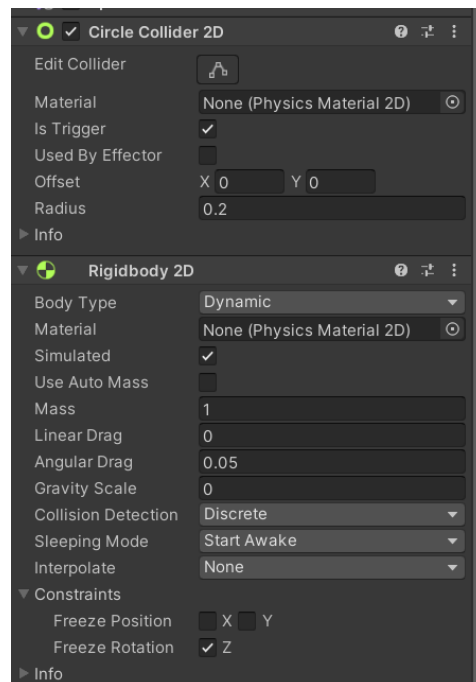 Circle Collider 2D
Edit Collider
Material None (Physics Material 2D)
Is Trigger
Used By Effector
Offset X 0 Y 0
Radius 0.2
Info
Rigidbody 2D
Body Type Dynamic
Material None (Physics Material 2D)
Simulated
Use Auto Mass
Mass 1
Linear Drag 0
Angular Drag 0.05
Gravity Scale 0
Collision Detection Discrete
Sleeping Mode Start Awake
Interpolate None
Constraints
Freeze Position X Y
Freeze Rotation Z
Info